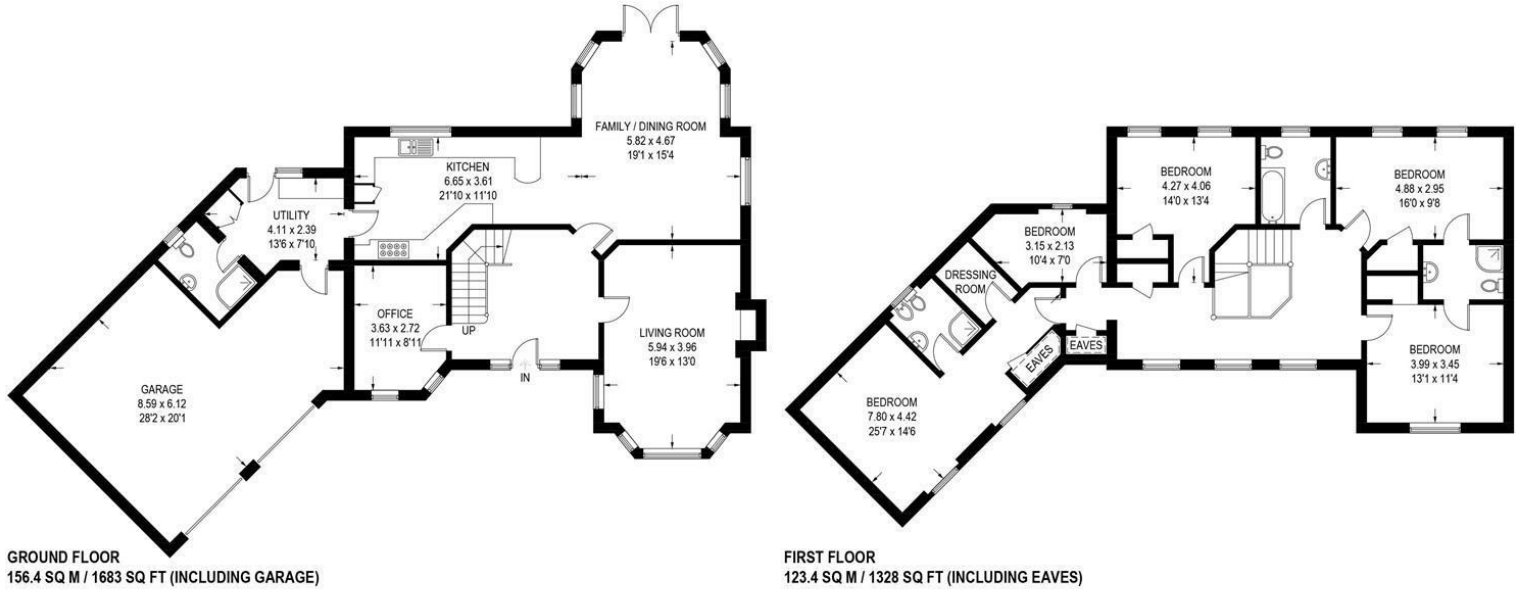 FAMILY / DINING ROOM
5.82 x 4.67
19'1 x 15'4
KITCHEN
6.65 x 3.61
21'10 x 11'10
UTILITY
4.11 x 2.39
13'6 x 7'10
OFFICE
3.63 x 2.72
11'11 x 8'11
UP
IN
LIVING ROOM
5.94 x 3.96
19'6 x 13'0
GARAGE
8.59 x 6.12
28'2 x 20'1
GROUND FLOOR
156.4 SQ M / 1683 SQ FT (INCLUDING GARAGE)
BEDROOM
4.27 x 4.06
14'0 x 13'4
BEDROOM
4.88 x 2.95
16'0 x 9'8
BEDROOM
3.15 x 2.13
10'4 x 7'0
DRESSING
ROOM
EAVES
EAVES
BEDROOM
3.99 x 3.45
13'1 x 11'4
BEDROOM
7.80 x 4.42
25'7 x 14'6
FIRST FLOOR
123.4 SQ M / 1328 SQ FT (INCLUDING EAVES)